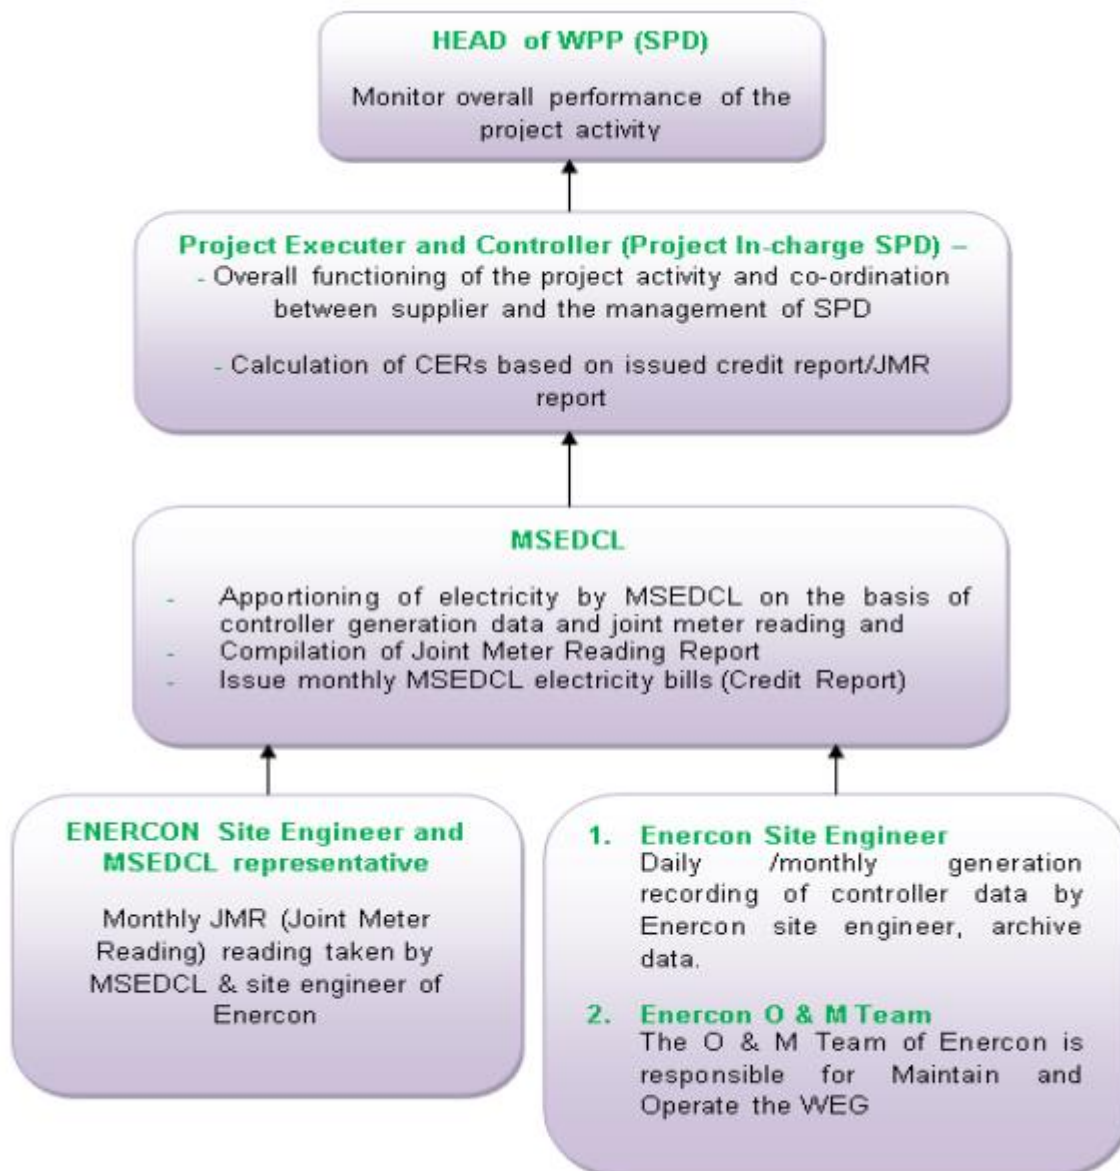 HEAD of WPP (SPD)
Monitor overall performance of the
project activity
Project Executer and Controller (Project In-charge SPD) –
- Overall functioning of the project activity and co-ordination
between supplier and the management of SPD
- Calculation of CERs based on issued credit report/JMR
report
MSEDCL
- Apportioning of electricity by MSEDCL on the basis of
controller generation data and joint meter reading and
- Compilation of Joint Meter Reading Report
- Issue monthly MSEDCL electricity bills (Credit Report)
ENERCON Site Engineer and
MSEDCL representative
Monthly JMR (Joint Meter
Reading) reading taken by
MSEDCL & site engineer of
Enercon
1. Enercon Site Engineer
Daily /monthly generation
recording of controller data by
Enercon site engineer, archive
data.
2. Enercon O & M Team
The O & M Team of Enercon is
responsible for Maintain and
Operate the WEG